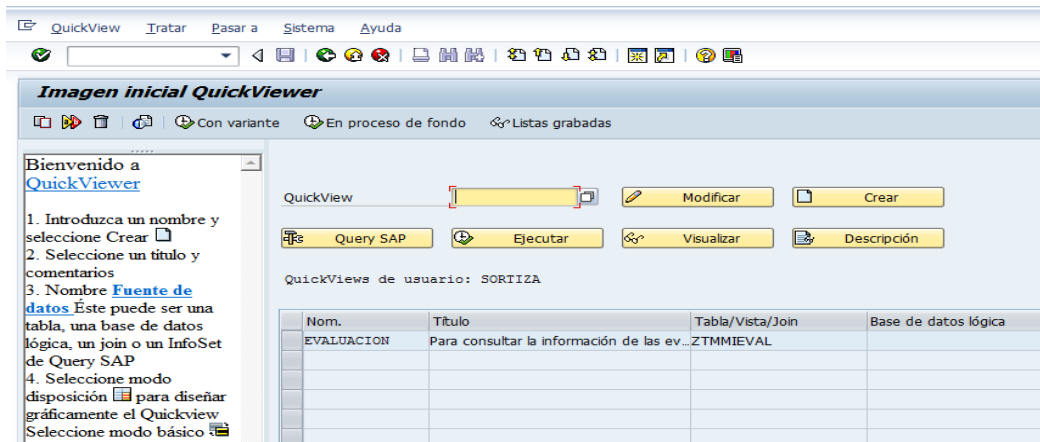 QuickView Tratar Pasar a Sistema Ayuda
Imagen inicial QuickViewer
Con variante En proceso de fondo Listas grabadas
Bienvenido a
QuickViewer
1. Introduzca un nombre y
seleccione Crear
2. Seleccione un título y
comentarios
3. Nombre Fuente de
datos Éste puede ser una
tabla, una base de datos
lógica, un join o un InfoSet
de Query SAP
4. Seleccione modo
disposición para diseñar
gráficamente el Quickview
Seleccione modo básico
QuickView Modificar Crear
Query SAP Ejecutar Visualizar Descripción
QuickViews de usuario: SORTIZA
Nom. Título Tabla/Vista/Join Base de datos lógica
EVALUACION Para consultar la información de las ev... ZTMMIEVAL